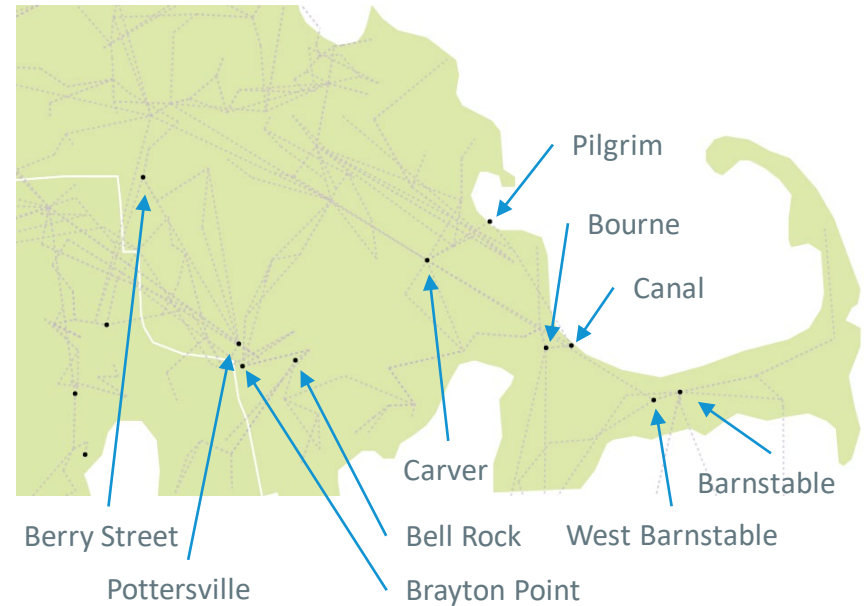 Pilgrim
Bourne
Canal
Carver
Barnstable
Berry Street
Bell Rock
West Barnstable
Pottersville
Brayton Point